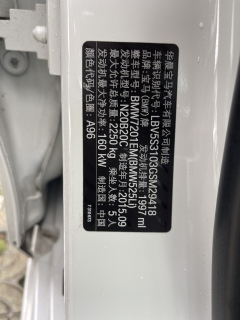 华晨宝马汽车有限公司制造
车辆识别代号:LBV5S3103GSM29418
品牌:宝马(BMW) 发动机排量:1997 ml
型号:BMW7201EM(BMW525Li)
发动机型号:N20B20C 制造年月:2015.09
最大允许总质量:2250 kg 乘坐人数:5人
发动机最大净功率:160 kW 制造国:中国
颜色代码/色车:A96